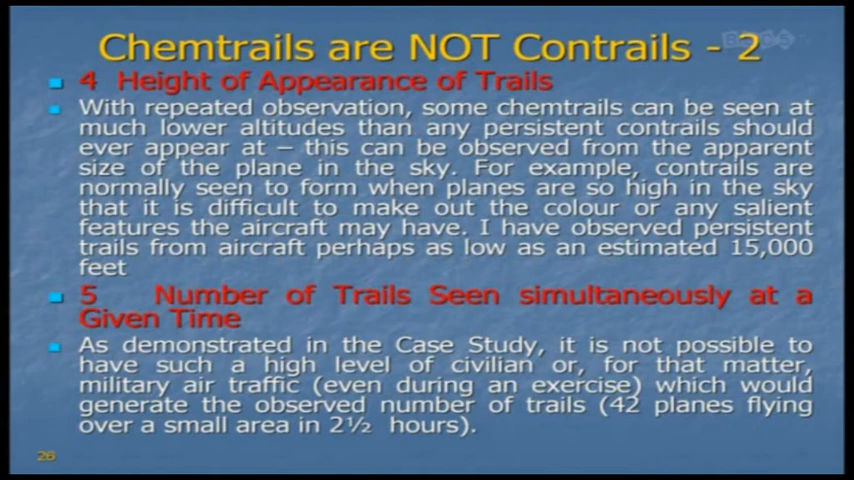 Chemtrails are NOT Contrails - 2
4 Height of Appearance of Trails
With repeated observation, some chemtrails can be seen at
much lower altitudes than any persistent contrails should
ever appear at – this can be observed from the apparent
size of the plane in the sky. For example, contrails are
normally seen to form when planes are so high in the sky
that it is difficult to make out the colour or any salient
features the aircraft may have. I have observed persistent
trails from aircraft perhaps as low as an estimated 15,000
feet
5 Number of Trails Seen simultaneously at a
Given Time
As demonstrated in the Case Study, it is not possible to
have such a high level of civilian or, for that matter,
military air traffic (even during an exercise) which would
generate the observed number of trails (42 planes flying
over a small area in 2½ hours).
26